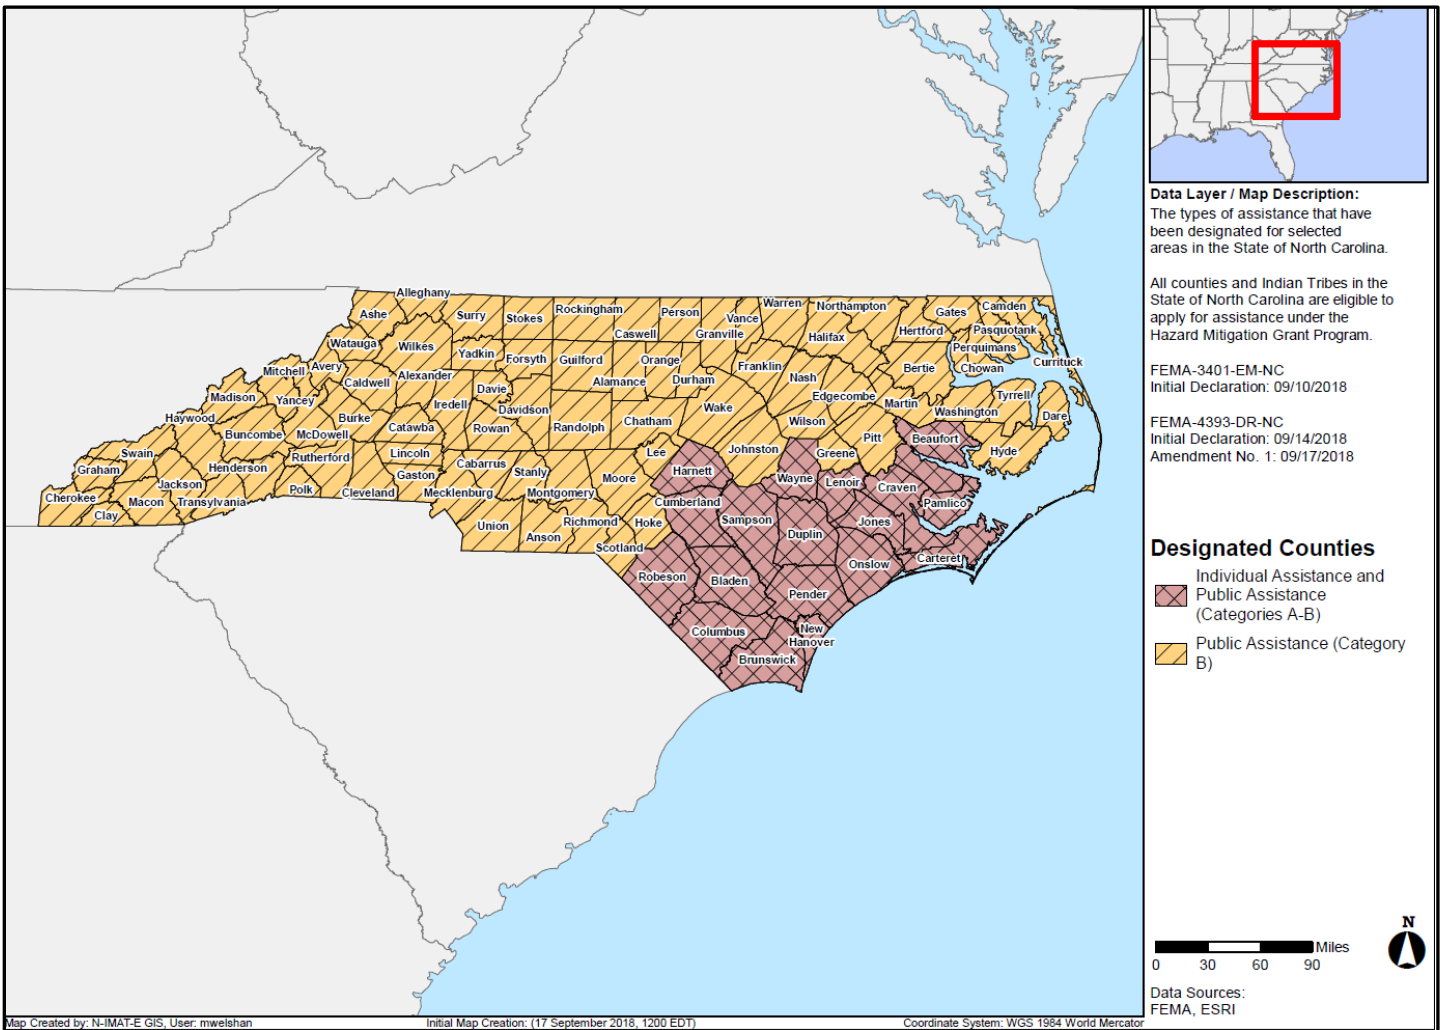 Alleghany
Ashe
Surry
Stokes
Rockingham
Person
Warren
Northampton
Gates
Camden
Vance
Caswell
Granville
Halifax
Hertford
Pasquotank
Watauga
Wilkes
Yadkin
Forsyth
Guilford
Orange
Franklin
Bertie
Perquimans
Chowan
Currituck
Mitchell
Avery
Caldwell
Alexander
Davie
Alamance
Durham
Nash
Edgecombe
Martin
Tyrrell
Madison
Yancey
Iredell
Davidson
Wake
Washington
Dare
Haywood
Burke
Catawba
Rowan
Randolph
Chatham
Wilson
Pitt
Beaufort
Buncombe
McDowell
Swain
Rutherford
Lincoln
Cabarrus
Stanly
Lee
Johnston
Greene
Hyde
Graham
Henderson
Gaston
Moore
Harnett
Wayne
Lenoir
Craven
Jackson
Polk
Cleveland
Mecklenburg
Montgomery
Cherokee
Macon
Transylvania
Cumberland
Pamlico
Clay
Union
Anson
Richmond
Hoke
Sampson
Duplin
Jones
Scotland
Onslow
Carteret
Robeson
Bladen
Pender
Columbus
New
Hanover
Brunswick
Data Layer / Map Description:
The types of assistance that have
been designated for selected
areas in the State of North Carolina.
All counties and Indian Tribes in the
State of North Carolina are eligible to
apply for assistance under the
Hazard Mitigation Grant Program.
FEMA-3401-EM-NC
Initial Declaration: 09/10/2018
FEMA-4393-DR-NC
Initial Declaration: 09/14/2018
Amendment No. 1: 09/17/2018
Designated Counties
Individual Assistance and
Public Assistance
(Categories A-B)
Public Assistance (Category
B)
N
Miles
0 30 60 90
Data Sources:
FEMA, ESRI
Map Created by: N-IMAT-E GIS, User: mwelshan
Initial Map Creation: (17 September 2018, 1200 EDT)
Coordinate System: WGS 1984 World Mercator